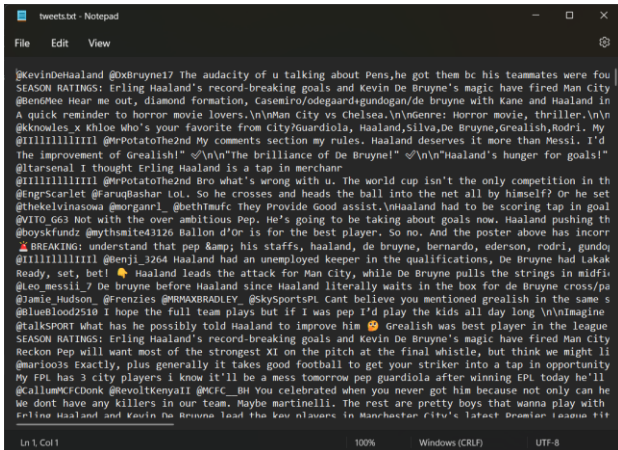 tweets.txt - Notepad
File Edit View
@KevinDeHaaland @DxBruyne17 The audacity of u talking about Pens,he got them bc his teammates were fou
SEASON RATINGS: Erling Haaland's record-breaking goals and Kevin De Bruyne's magic have fired Man City
@Ben6Mee Hear me out, diamond formation, Casemiro/odegaard+gundogan/de bruyne with Kane and Haaland in
A quick reminder to horror movie lovers.\n\nMan City vs Chelsea.\n\nGenre: Horror movie, thriller.\n\n
@kknowles_x Khloe Who's your favorite from City?Guardiola, Haaland,Silva,De Bruyne,Grealish,Rodri. My
@MrPotatoThe2nd My comments section my rules. Haaland deserves it more than Messi. I'd
The improvement of Grealish!" ✅\n\n"The brilliance of De Bruyne!" ✅\n\n"Haaland's hunger for goals!"
@ltarsenal I thought Erling Haaland is a tap in merchanr
@MrPotatoThe2nd Bro what's wrong with u. The world cup isn't the only competition in th
@EngrScarlet @FaruqBashar LoL. So he crosses and heads the ball into the net all by himself? Or he set
@thekelvinasowa @morganrl_ @bethTmufc They Provide Good assist.\nHaaland had to be scoring tap in goal
@VITO_G63 Not with the over ambitious Pep. He's going to be taking about goals now. Haaland pushing th
@boyskfundz @mythsmite43126 Ballon d'Or is for the best player. So no. And the poster above has incorr
🚨BREAKING: understand that pep &amp; his staffs, haaland, de bruyne, bernardo, ederson, rodri, gundog
@Benji_3264 Haaland had an unemployed keeper in the qualifications, De Bruyne had Lakak
Ready, set, bet! 👇 Haaland leads the attack for Man City, while De Bruyne pulls the strings in midfie
@Leo_messii_7 De bruyne before Haaland since Haaland literally waits in the box for de Bruyne cross/pa
@Jamie_Hudson_ @Frenzies @MRMAXBRADLEY_ @SkySportsPL Cant believe you mentioned grealish in the same s
@BlueBlood2510 I hope the full team plays but if I was pep I'd play the kids all day long \n\nImagine
@talkSPORT What has he possibly told Haaland to improve him 🤔 Grealish was best player in the league
SEASON RATINGS: Erling Haaland's record-breaking goals and Kevin De Bruyne's magic have fired Man City
Reckon Pep will want most of the strongest XI on the pitch at the final whistle, but think we might li
@marioo3s Exactly, plus generally it takes good football to get your striker into a tap in opportunity
My FPL has 3 city players i know it'll be a mess tomorrow pep guardiola after winning EPL today he'll
@CallumMCFCDonk @RevoltKenyaII @MCFC__BH You celebrated when you never got him because not only can he
We dont have any killers in our team. Maybe martinelli. The rest are pretty boys that wanna play with
Erling Haaland and Kevin De Bruyne lead the key players in Manchester City's latest Premier League tit
Ln 1, Col 1 100% Windows (CRLF) UTF-8